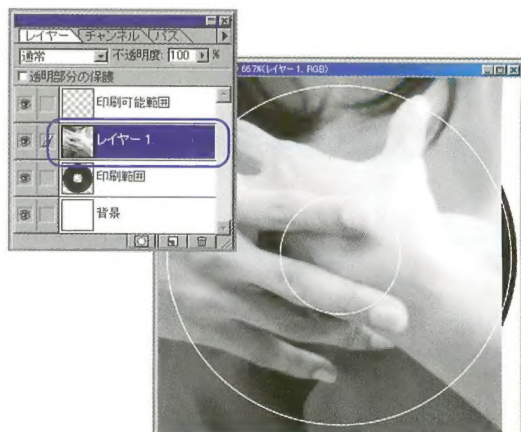 レイヤー チャンネル パス
通常 不透明度: 100 %
透明部分の保護
印刷可能範囲
レイヤー 1
印刷範囲
背景
66.7%(レイヤー 1, RGB)